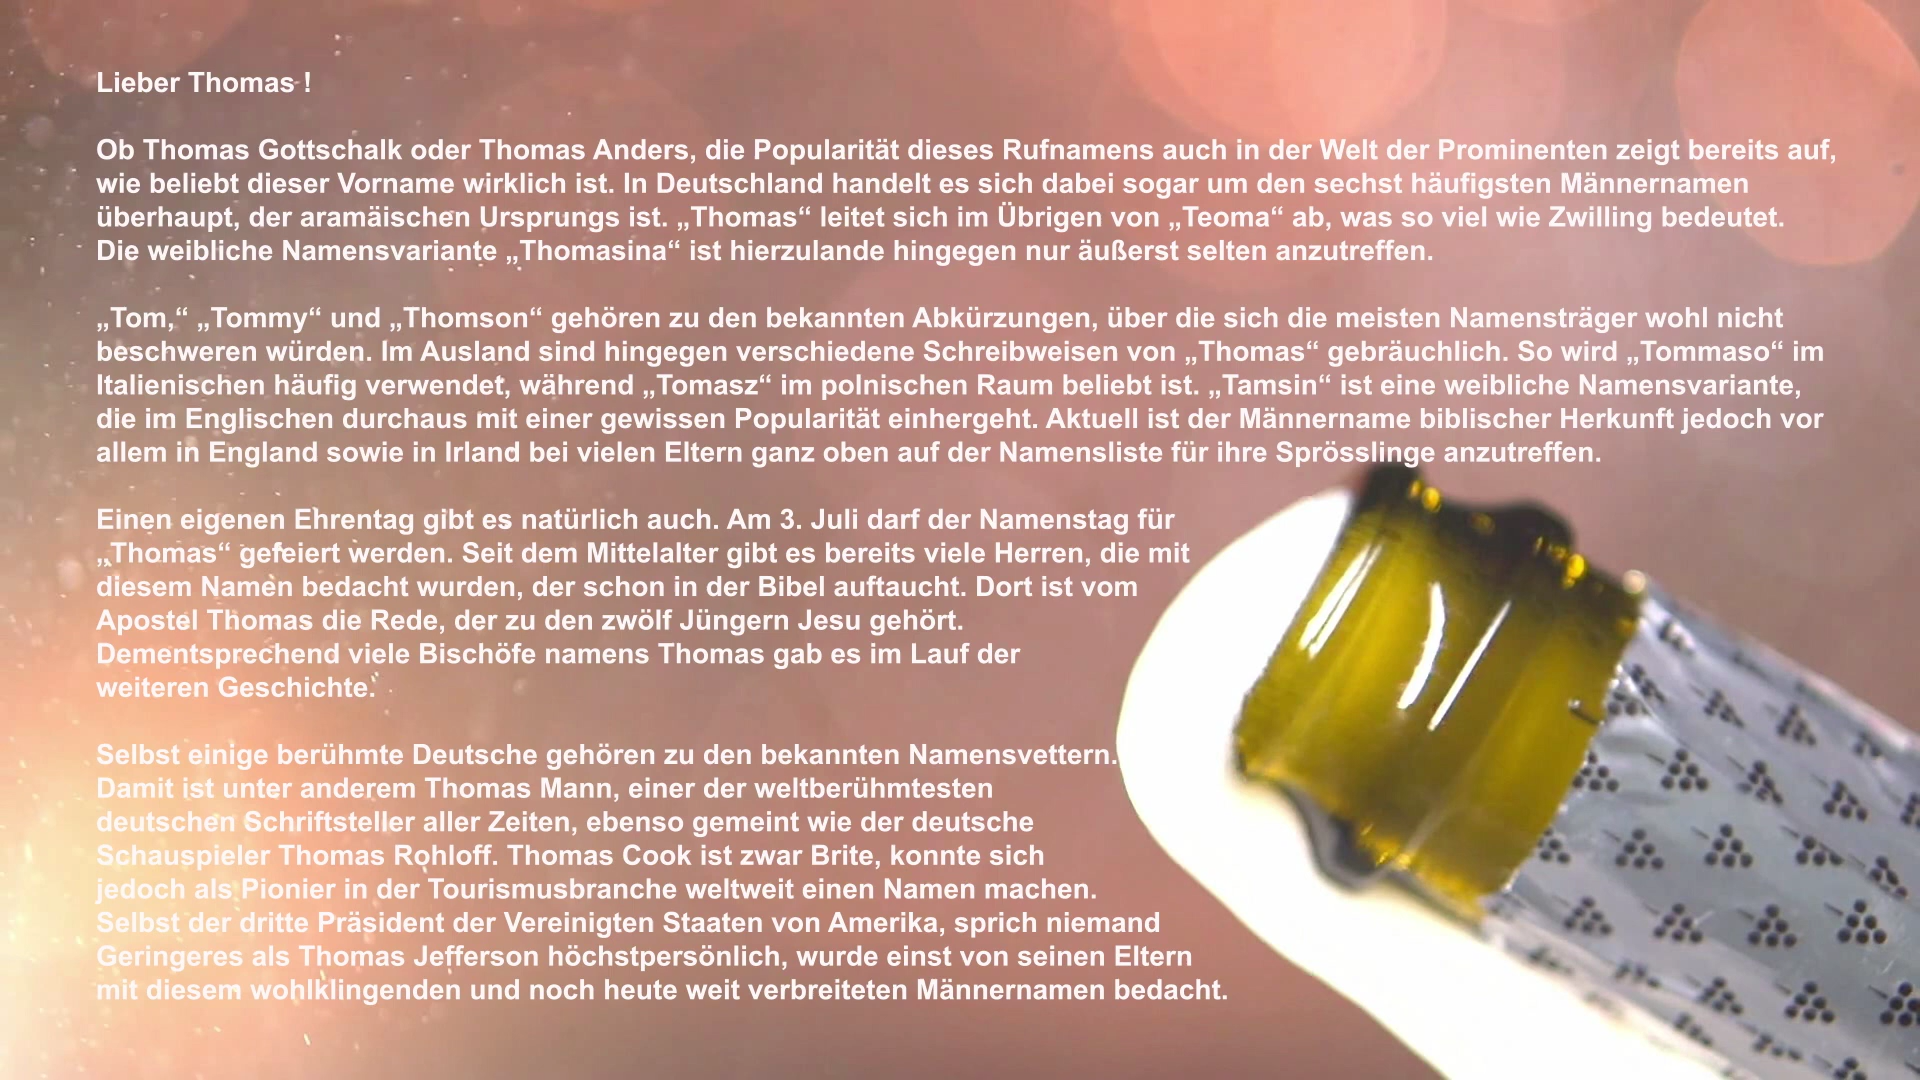 Lieber Thomas !
Ob Thomas Gottschalk oder Thomas Anders, die Popularität dieses Rufnamens auch in der Welt der Prominenten zeigt bereits auf,
wie beliebt dieser Vorname wirklich ist. In Deutschland handelt es sich dabei sogar um den sechst häufigsten Männernamen
überhaupt, der aramäischen Ursprungs ist. „Thomas“ leitet sich im Übrigen von „Teoma“ ab, was so viel wie Zwilling bedeutet.
Die weibliche Namensvariante „Thomasina“ ist hierzulande hingegen nur äußerst selten anzutreffen.
„Tom,“ „Tommy“ und „Thomson“ gehören zu den bekannten Abkürzungen, über die sich die meisten Namensträger wohl nicht
beschweren würden. Im Ausland sind hingegen verschiedene Schreibweisen von „Thomas“ gebräuchlich. So wird „Tommaso“ im
Italienischen häufig verwendet, während „Tomasz“ im polnischen Raum beliebt ist. „Tamsin“ ist eine weibliche Namensvariante,
die im Englischen durchaus mit einer gewissen Popularität einhergeht. Aktuell ist der Männername biblischer Herkunft jedoch vor
allem in England sowie in Irland bei vielen Eltern ganz oben auf der Namensliste für ihre Sprösslinge anzutreffen.
Einen eigenen Ehrentag gibt es natürlich auch. Am 3. Juli darf der Namenstag für
„Thomas“ gefeiert werden. Seit dem Mittelalter gibt es bereits viele Herren, die mit
diesem Namen bedacht wurden, der schon in der Bibel auftaucht. Dort ist vom
Apostel Thomas die Rede, der zu den zwölf Jüngern Jesu gehört.
Dementsprechend viele Bischöfe namens Thomas gab es im Lauf der
weiteren Geschichte.
Selbst einige berühmte Deutsche gehören zu den bekannten Namensvettern.
Damit ist unter anderem Thomas Mann, einer der weltberühmtesten
deutschen Schriftsteller aller Zeiten, ebenso gemeint wie der deutsche
Schauspieler Thomas Rohloff. Thomas Cook ist zwar Brite, konnte sich
jedoch als Pionier in der Tourismusbranche weltweit einen Namen machen.
Selbst der dritte Präsident der Vereinigten Staaten von Amerika, sprich niemand
Geringeres als Thomas Jefferson höchstpersönlich, wurde einst von seinen Eltern
mit diesem wohlklingenden und noch heute weit verbreiteten Männernamen bedacht.